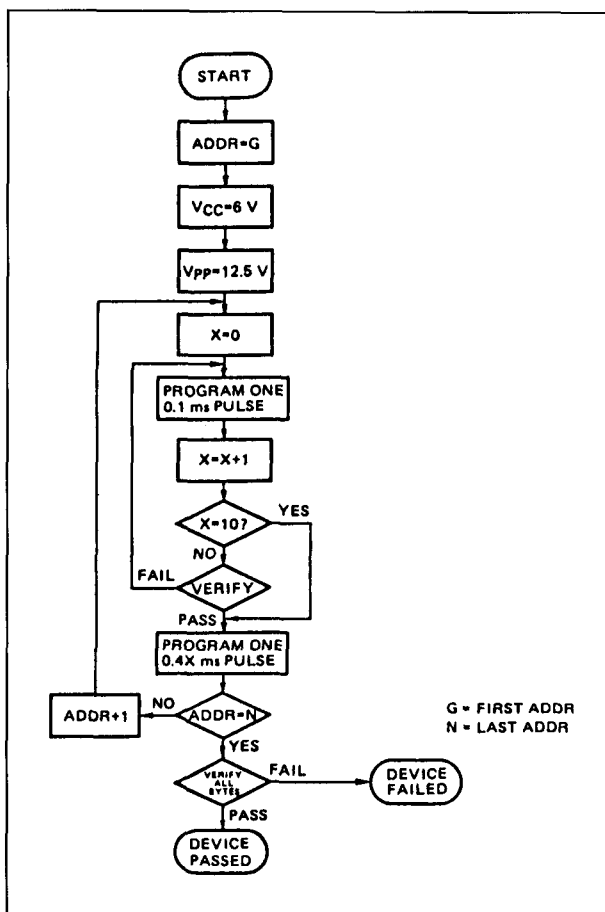 START
ADDR=G
VCC=6 V
VPP=12.5 V
X=0
PROGRAM ONE
0.1 ms PULSE
X=X+1
X=10?
YES
NO
FAIL
VERIFY
PASS
PROGRAM ONE
0.4X ms PULSE
ADDR+1
NO
ADDR=N
G = FIRST ADDR
N = LAST ADDR
YES
VERIFY
ALL
BYTES
FAIL
DEVICE
FAILED
PASS
DEVICE
PASSED